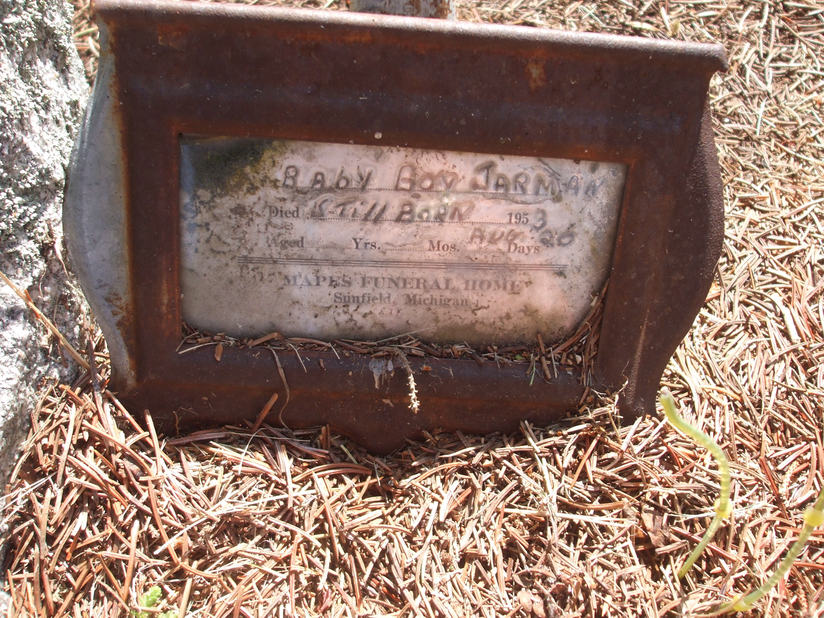 BABY BOY JARMAN
Died STILL BORN 1953
Aged Yrs. Mos. AUG 26 Days
MAPES FUNERAL HOME
Sunfield, Michigan